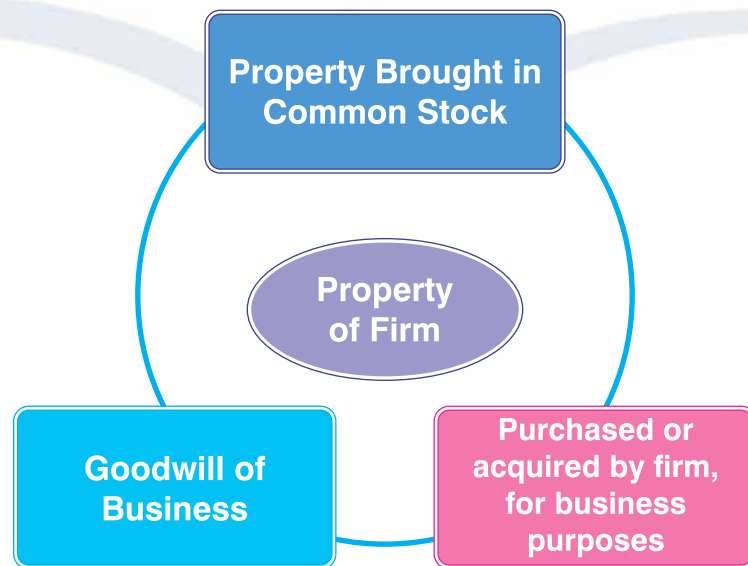 Property Brought in
Common Stock
Property
of Firm
Goodwill of
Business
Purchased or
acquired by firm,
for business
purposes